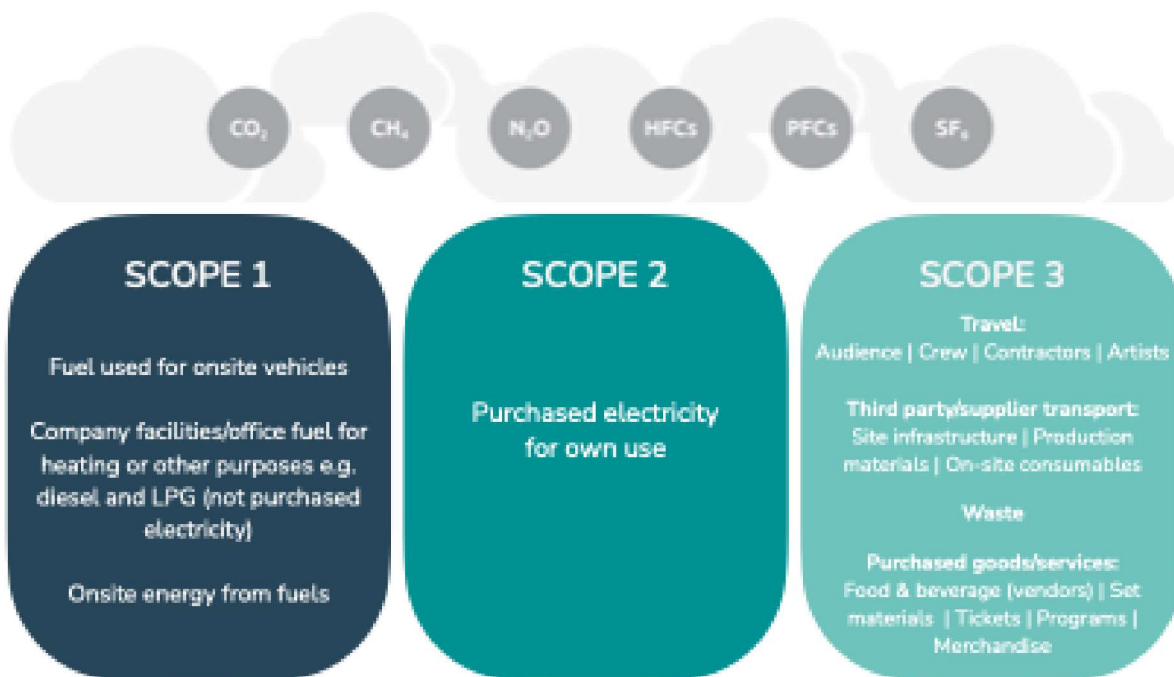 CO₂ CH₄ N₂O HFCs PFCs SF₆
SCOPE 1
Fuel used for onsite vehicles
Company facilities/office fuel for
heating or other purposes e.g.
diesel and LPG (not purchased
electricity)
Onsite energy from fuels
SCOPE 2
Purchased electricity
for own use
SCOPE 3
Travel:
Audience | Crew | Contractors | Artists
Third party/supplier transport:
Site infrastructure | Production
materials | On-site consumables
Waste
Purchased goods/services:
Food & beverage (vendors) | Set
materials | Tickets | Programs |
Merchandise